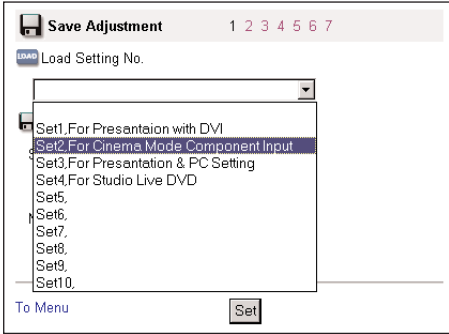 Save Adjustment 1 2 3 4 5 6 7
LOAD Load Setting No.
Set1,For Presantaion with DVI
Set2,For Cinema Mode Component Input
Set3,For Presantation & PC Setting
Set4,For Studio Live DVD
Set5,
Set6,
Set7,
Set8,
Set9,
Set10,
To Menu Set